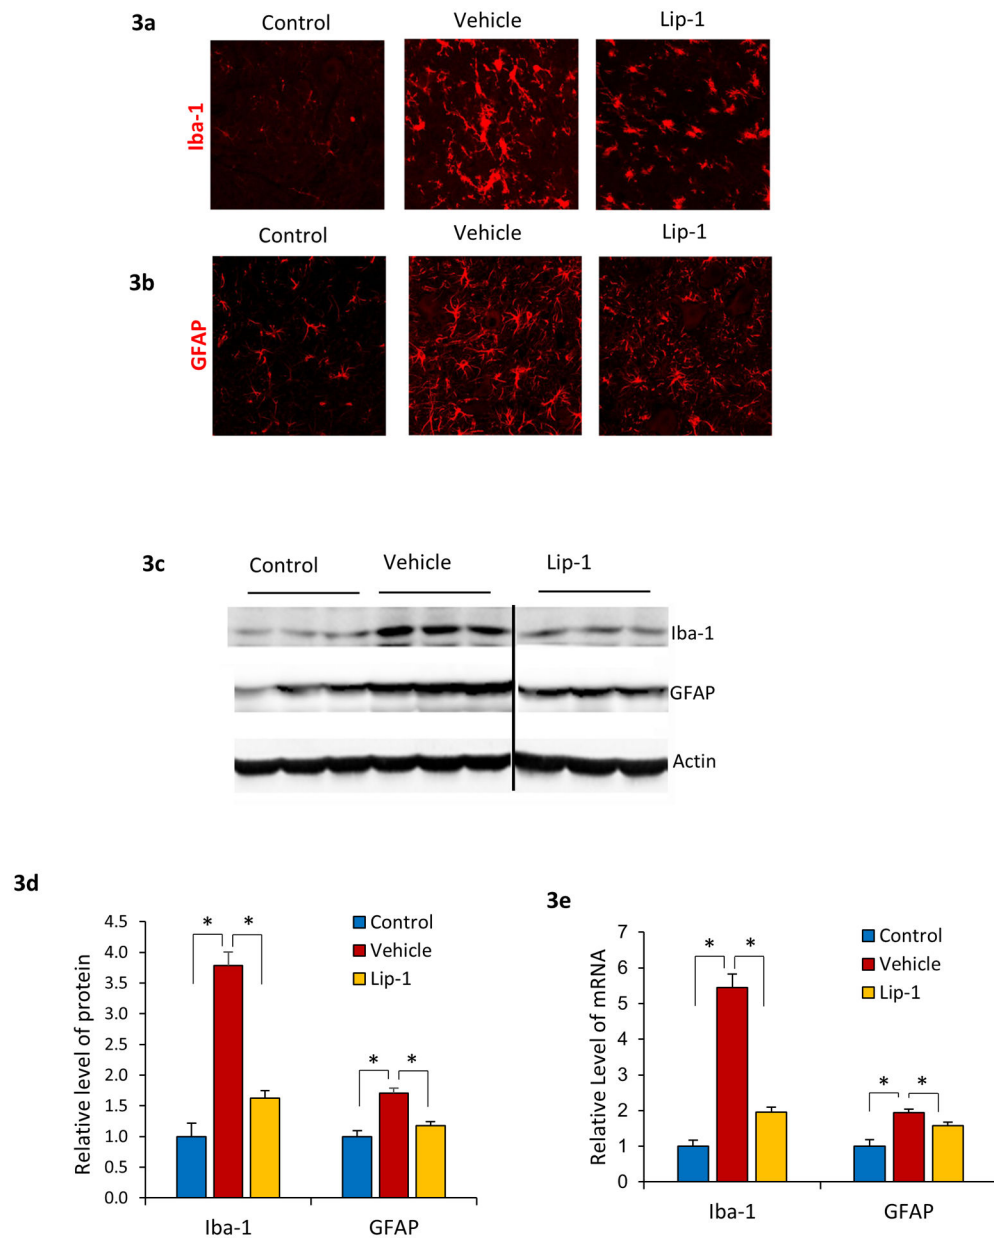 3a
Control Vehicle Lip-1
Iba-1
Control Vehicle Lip-1
3b
GFAP
3c
Control Vehicle Lip-1
Iba-1
GFAP
Actin
3d
Relative level of protein
4.5
4.0
3.5
3.0
2.5
2.0
1.5
1.0
0.5
0.0
* *
* *
Control
Vehicle
Lip-1
Iba-1 GFAP
3e
Relative Level of mRNA
7
6
5
4
3
2
1
0
* *
* *
Control
Vehicle
Lip-1
Iba-1 GFAP